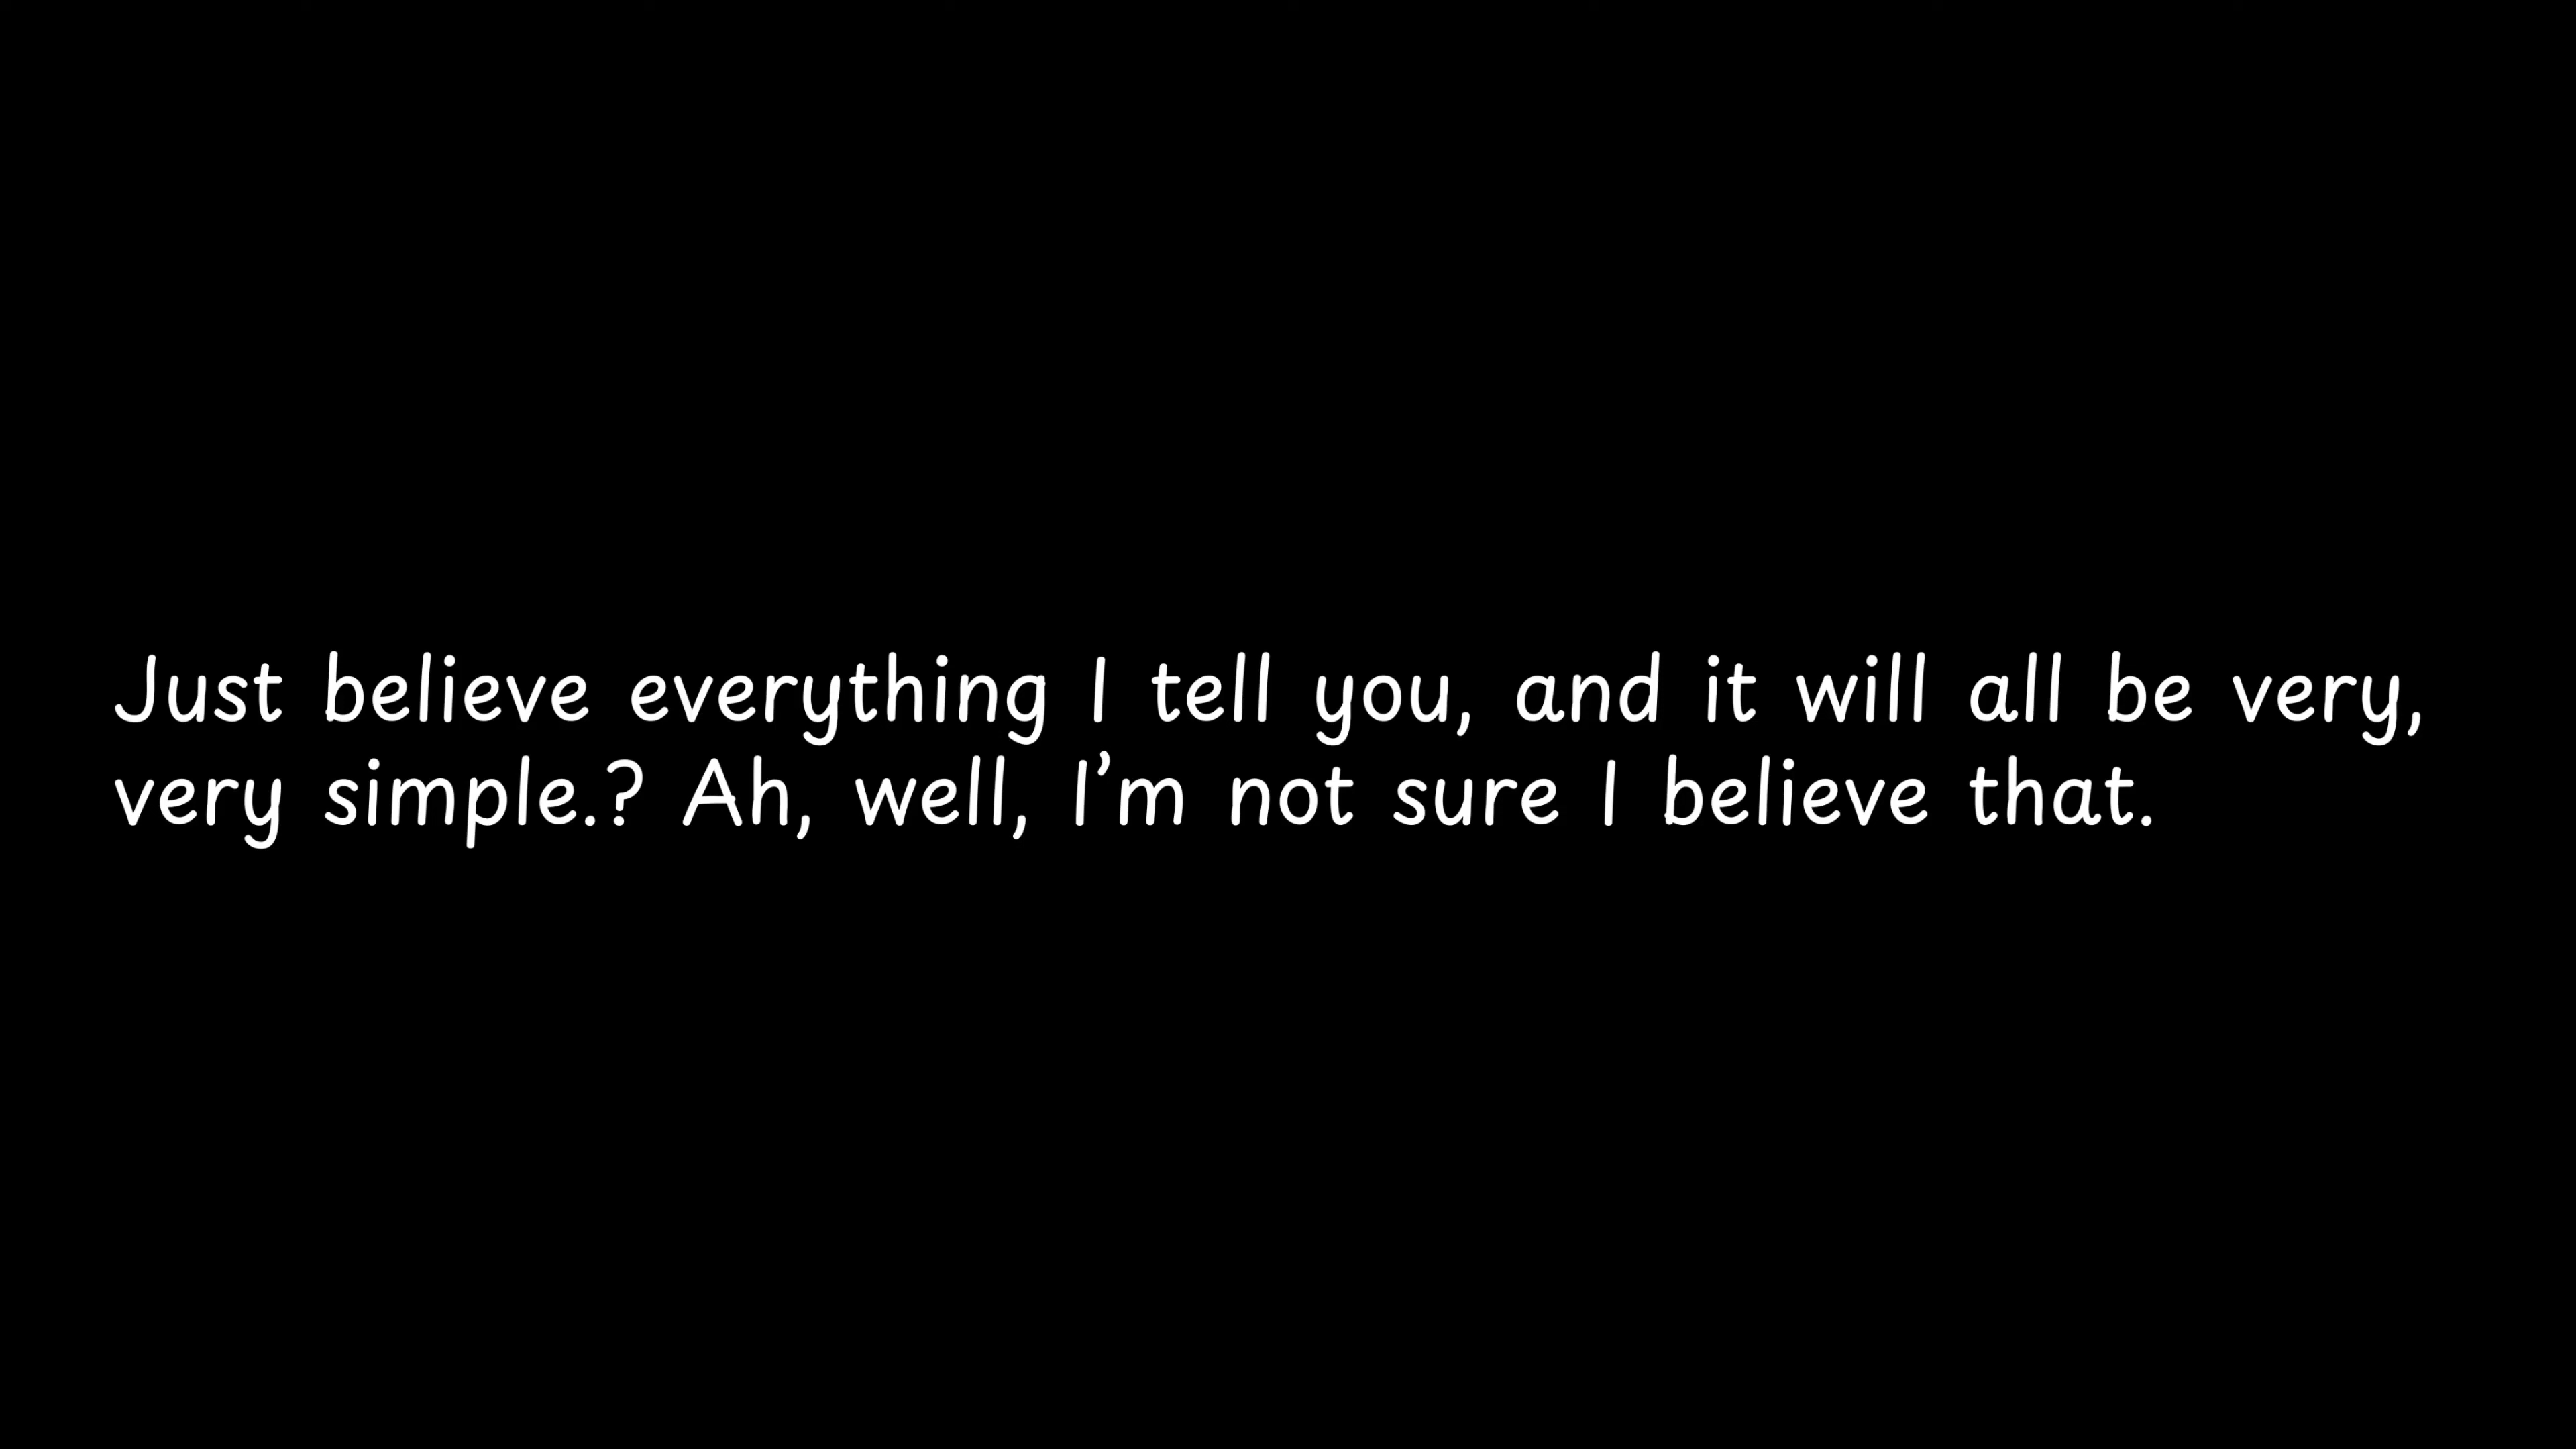 Just believe everything I tell you, and it will all be very,
very simple.? Ah, well, I’m not sure I believe that.